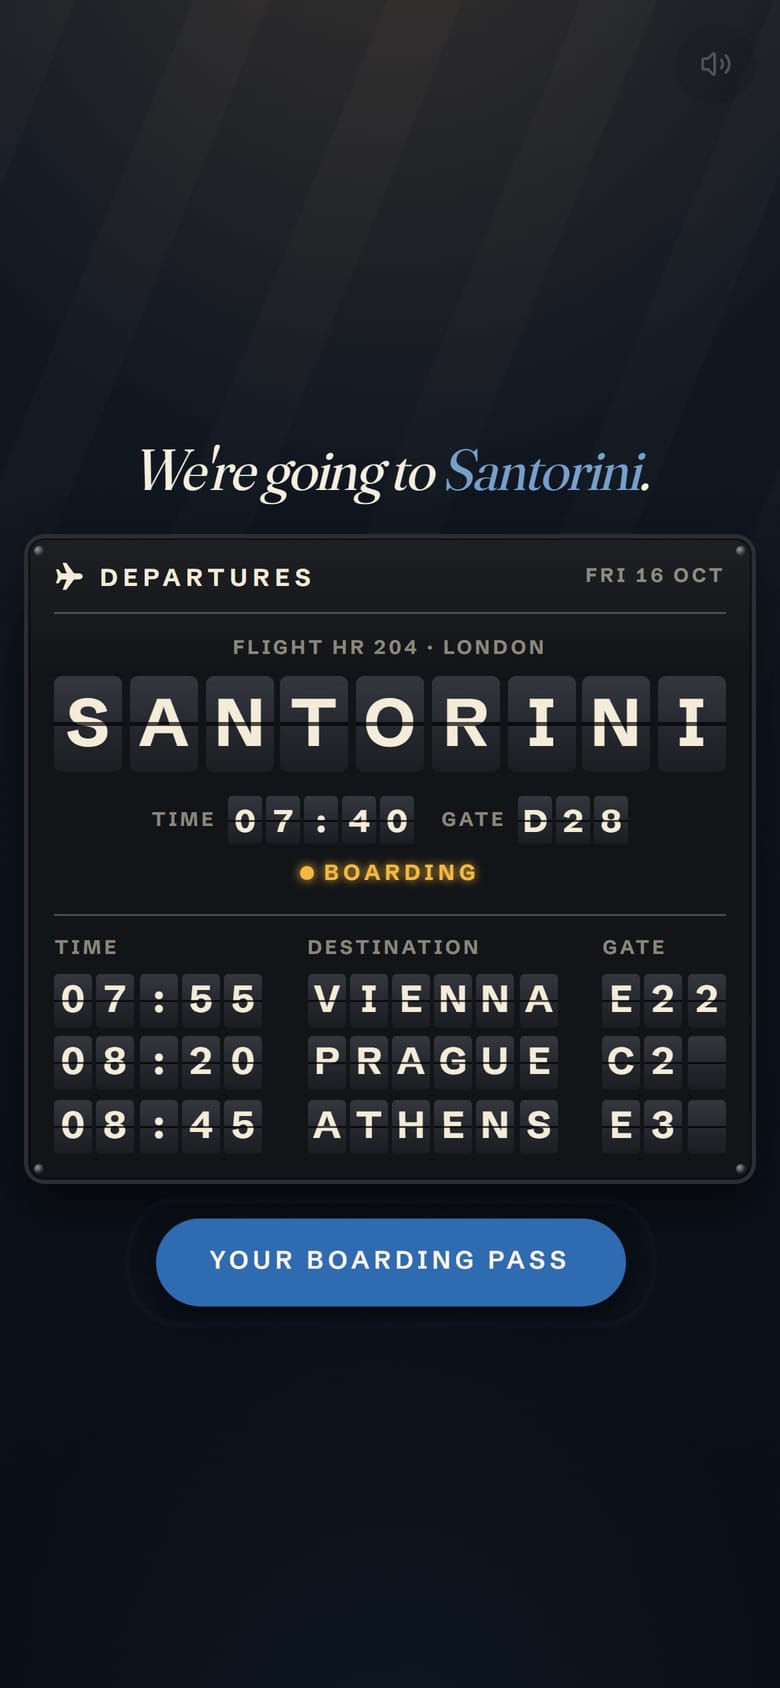 We're going to Santorini.
DEPARTURES FRI 16 OCT
FLIGHT HR 204 · LONDON
SANTORINI
TIME 07:40 GATE D28
BOARDING
TIME DESTINATION GATE
07:55 VIENNA E22
08:20 PRAGUE C2
08:45 ATHENS E3
YOUR BOARDING PASS